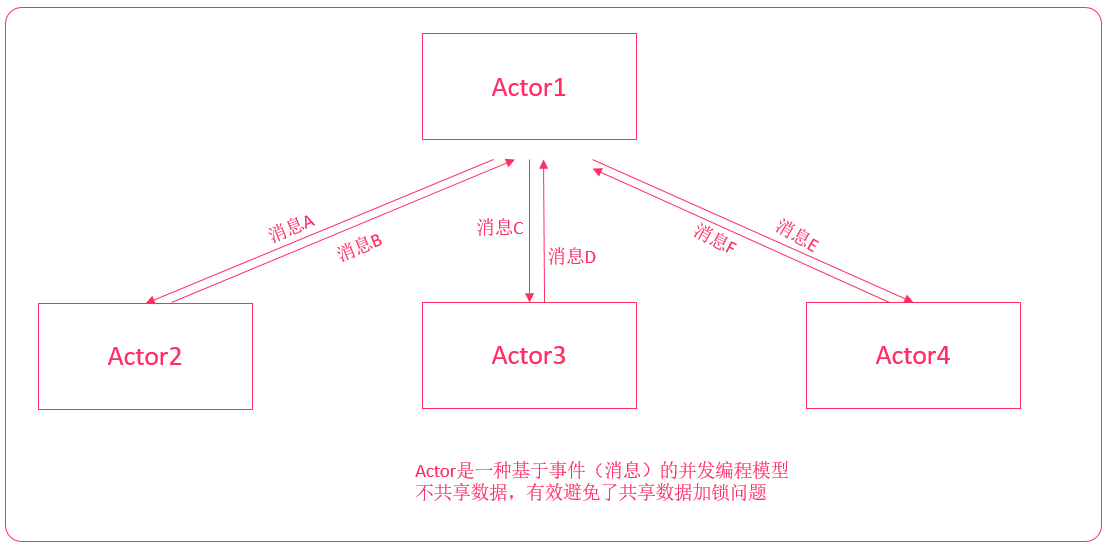 Actor1
消息A
消息B
消息C
消息D
消息E
消息F
Actor2
Actor3
Actor4
Actor是一种基于事件（消息）的并发编程模型
不共享数据，有效避免了共享数据加锁问题